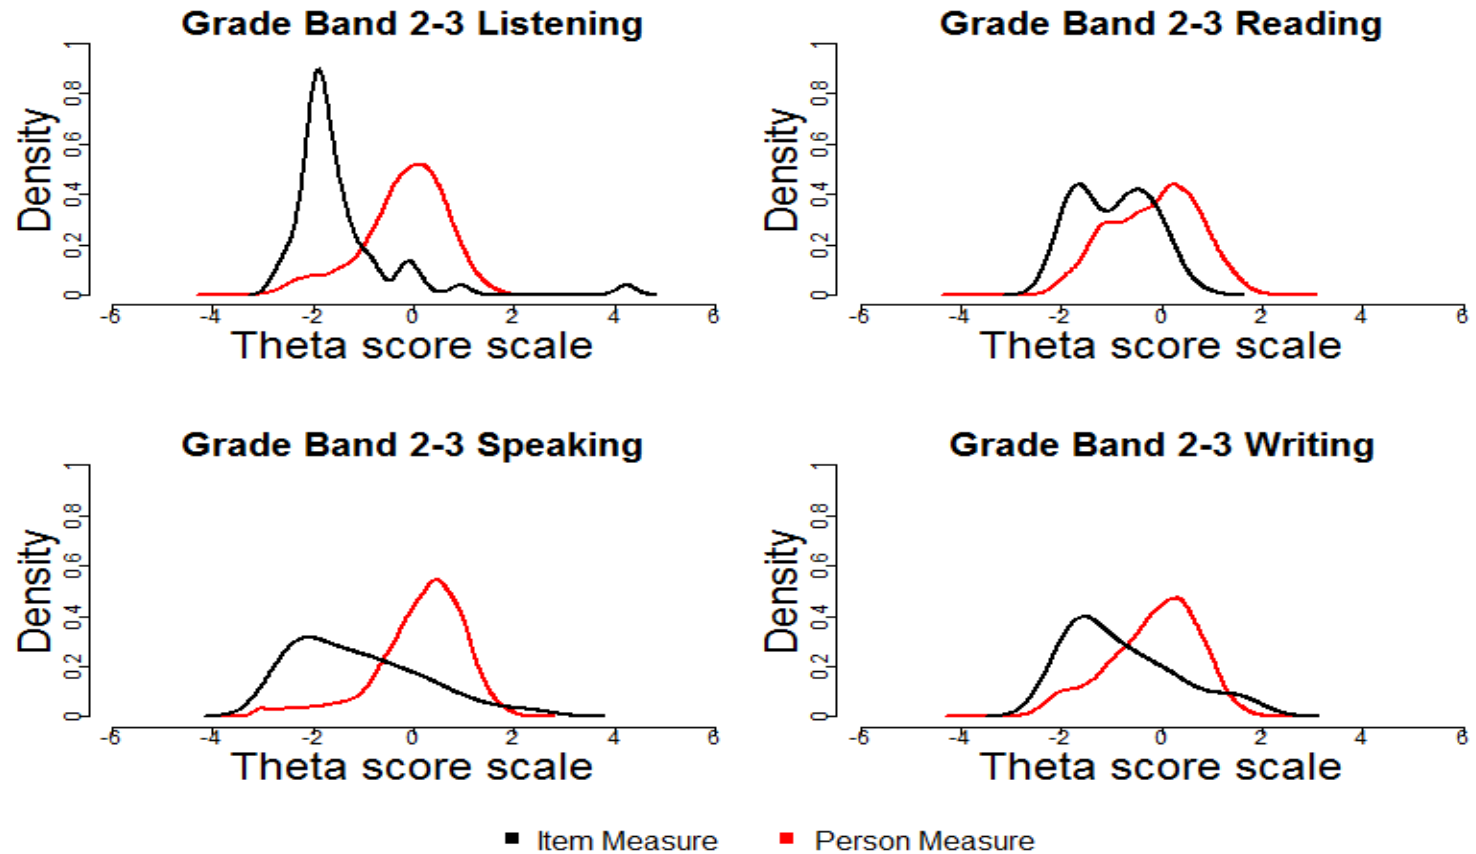 Grade Band 2-3 Listening
Density
0 0.2 0.4 0.6 0.8 1
-6 -4 -2 0 2 4 6
Theta score scale
Grade Band 2-3 Reading
Density
0 0.2 0.4 0.6 0.8 1
-6 -4 -2 0 2 4 6
Theta score scale
Grade Band 2-3 Speaking
Density
0 0.2 0.4 0.6 0.8 1
-6 -4 -2 0 2 4 6
Theta score scale
Grade Band 2-3 Writing
Density
0 0.2 0.4 0.6 0.8 1
-6 -4 -2 0 2 4 6
Theta score scale
Item Measure
Person Measure